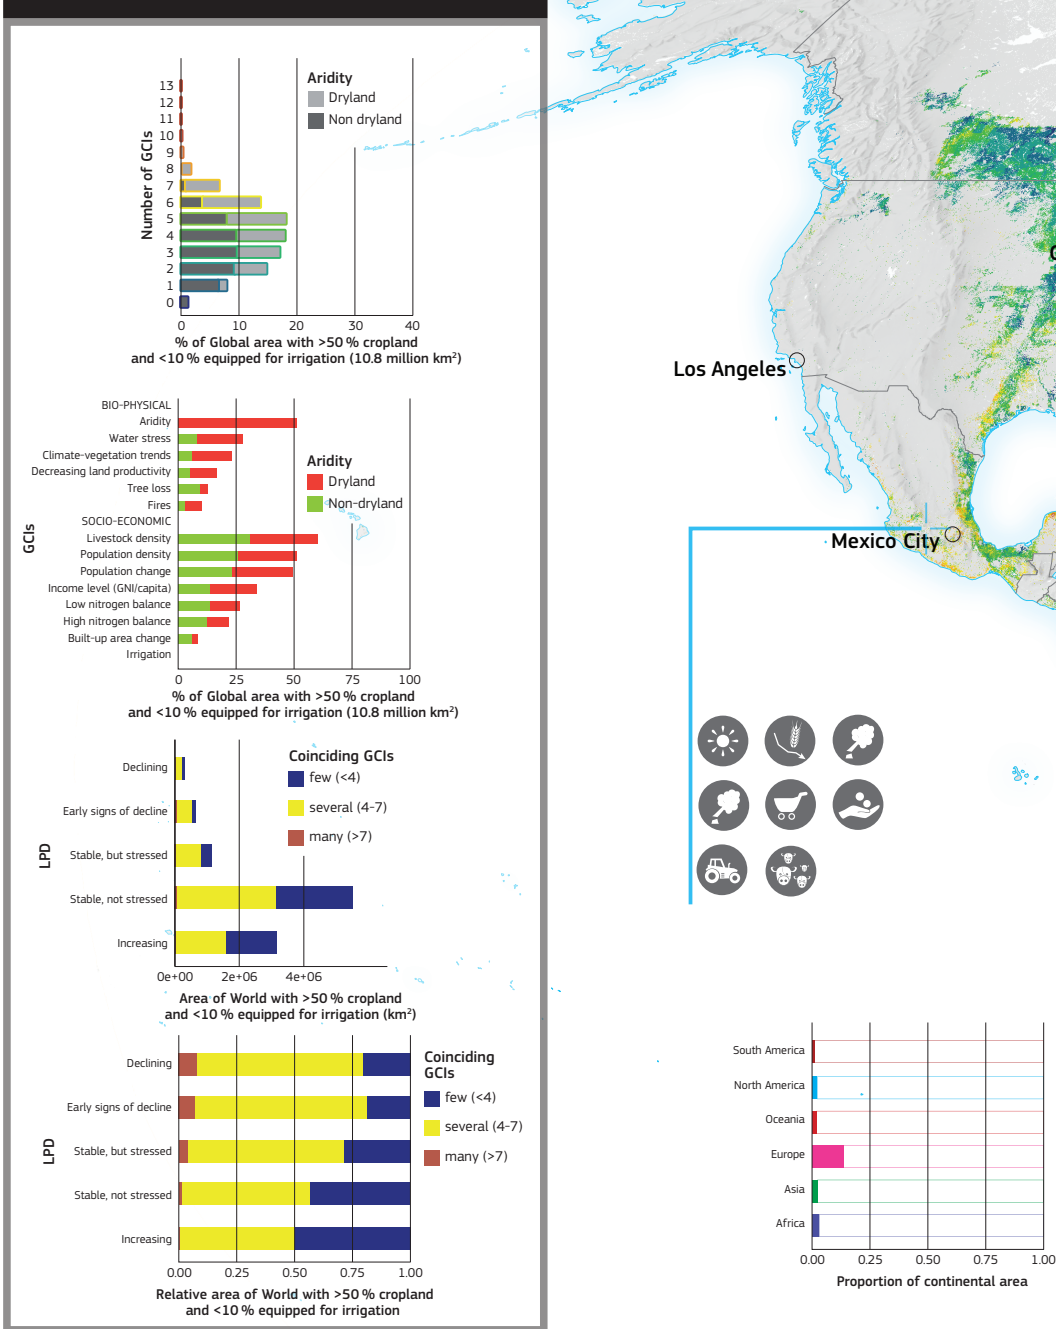 Number of GCIs
13
12
11
10
9
8
7
6
5
4
3
2
1
0
Aridity
Dryland
Non dryland
0 10 20 30 40
% of Global area with >50 % cropland
and <10 % equipped for irrigation (10.8 million km²)
GCIs
BIO-PHYSICAL
Aridity
Water stress
Climate-vegetation trends
Decreasing land productivity
Tree loss
Fires
SOCIO-ECONOMIC
Livestock density
Population density
Population change
Income level (GNI/capita)
Low nitrogen balance
High nitrogen balance
Built-up area change
Irrigation
Aridity
Dryland
Non-dryland
0 25 50 75 100
% of Global area with >50 % cropland
and <10 % equipped for irrigation (10.8 million km²)
LPD
Declining
Early signs of decline
Stable, but stressed
Stable, not stressed
Increasing
Coinciding GCIs
few (<4)
several (4-7)
many (>7)
0e+00 2e+06 4e+06
Area of World with >50 % cropland
and <10 % equipped for irrigation (km²)
LPD
Declining
Early signs of decline
Stable, but stressed
Stable, not stressed
Increasing
Coinciding
GCIs
few (<4)
several (4-7)
many (>7)
0.00 0.25 0.50 0.75 1.00
Relative area of World with >50 % cropland
and <10 % equipped for irrigation
Los Angeles
Mexico City
South America
North America
Oceania
Europe
Asia
Africa
0.00 0.25 0.50 0.75 1.00
Proportion of continental area